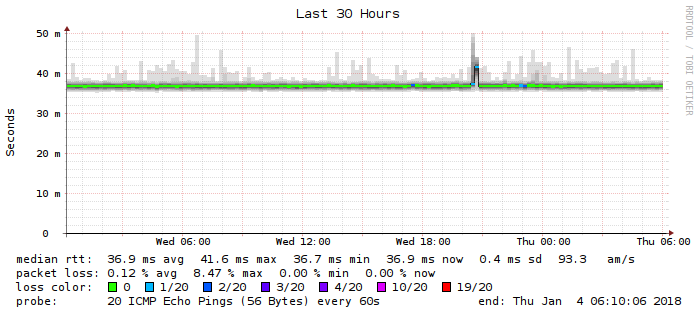 Last 30 Hours
RRDTOOL / TOBI OETIKER
Seconds
50 m
40 m
30 m
20 m
10 m
0
Wed 06:00 Wed 12:00 Wed 18:00 Thu 00:00 Thu 06:00
median rtt: 36.9 ms avg 41.6 ms max 36.7 ms min 36.9 ms now 0.4 ms sd 93.3 am/s
packet loss: 0.12 % avg 8.47 % max 0.00 % min 0.00 % now
loss color: 0 1/20 2/20 3/20 4/20 10/20 19/20
probe: 20 ICMP Echo Pings (56 Bytes) every 60s end: Thu Jan 4 06:10:06 2018